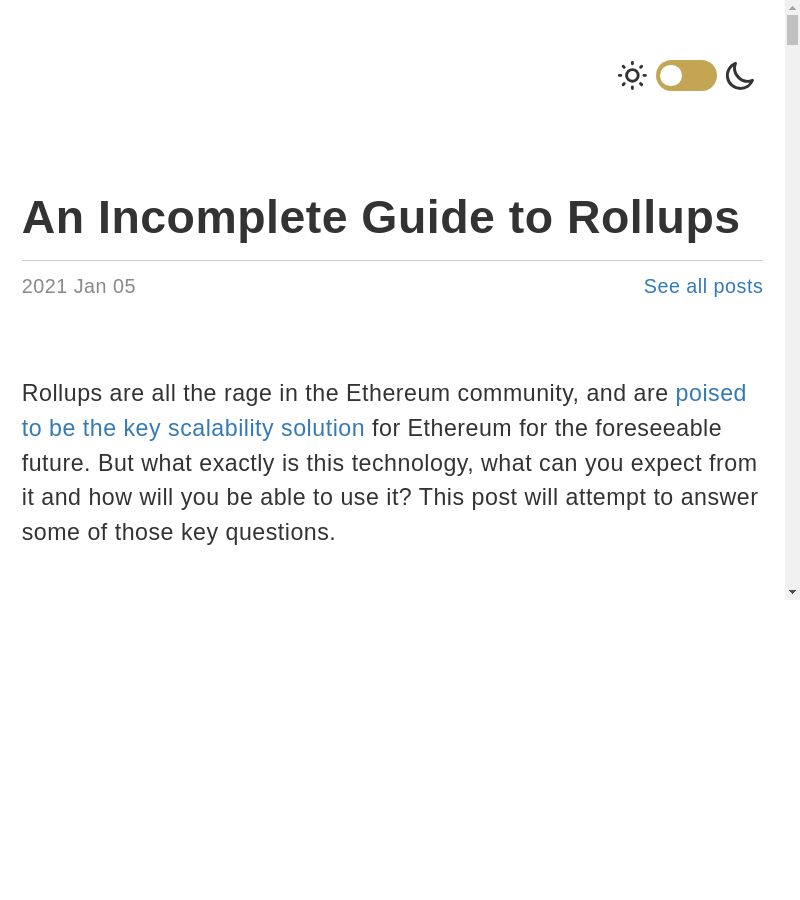 An Incomplete Guide to Rollups
2021 Jan 05
See all posts
Rollups are all the rage in the Ethereum community, and are poised
to be the key scalability solution for Ethereum for the foreseeable
future. But what exactly is this technology, what can you expect from
it and how will you be able to use it? This post will attempt to answer
some of those key questions.